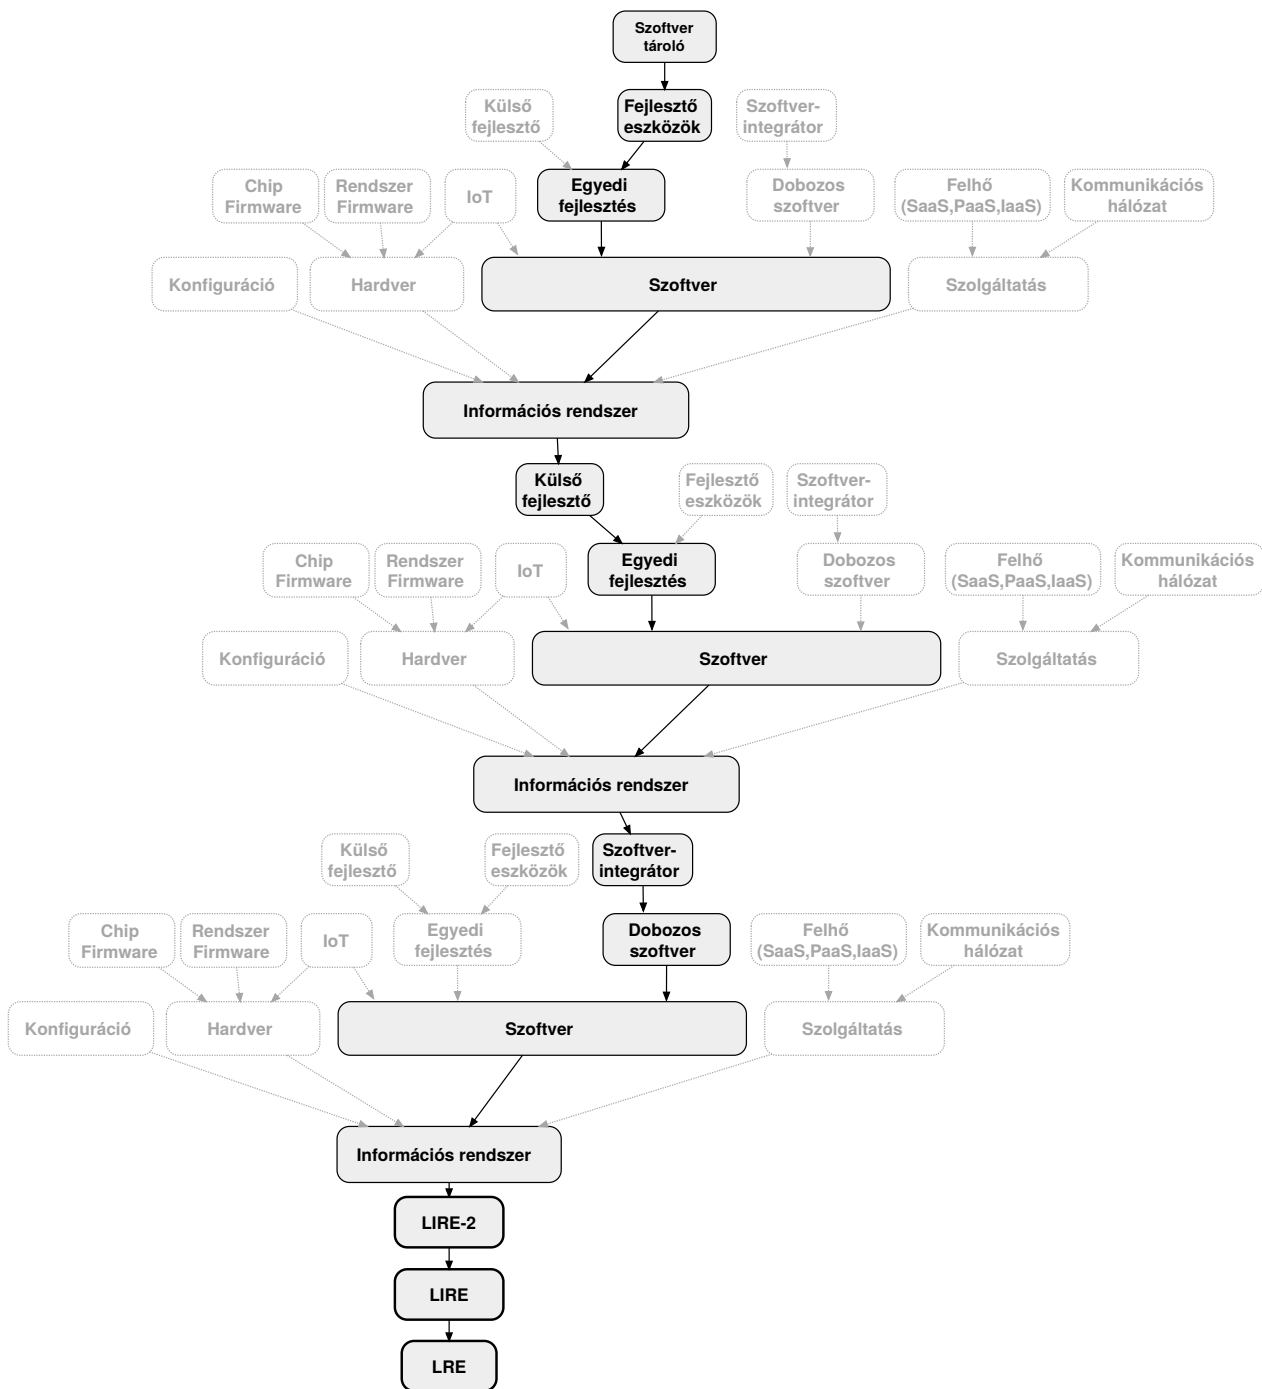 Szoftver
tároló
Külső
fejlesztő
Fejlesztő
eszközök
Szoftver-
integrátor
Chip
Firmware
Rendszer
Firmware
IoT
Egyedi
fejlesztés
Dobozos
szoftver
Felhő
(SaaS,PaaS,IaaS)
Kommunikációs
hálózat
Konfiguráció
Hardver
Szoftver
Szolgáltatás
Információs rendszer
Külső
fejlesztő
Fejlesztő
eszközök
Szoftver-
integrátor
Chip
Firmware
Rendszer
Firmware
IoT
Egyedi
fejlesztés
Dobozos
szoftver
Felhő
(SaaS,PaaS,IaaS)
Kommunikációs
hálózat
Konfiguráció
Hardver
Szoftver
Szolgáltatás
Információs rendszer
Külső
fejlesztő
Fejlesztő
eszközök
Szoftver-
integrátor
Chip
Firmware
Rendszer
Firmware
IoT
Egyedi
fejlesztés
Dobozos
szoftver
Felhő
(SaaS,PaaS,IaaS)
Kommunikációs
hálózat
Konfiguráció
Hardver
Szoftver
Szolgáltatás
Információs rendszer
LIRE-2
LIRE
LRE